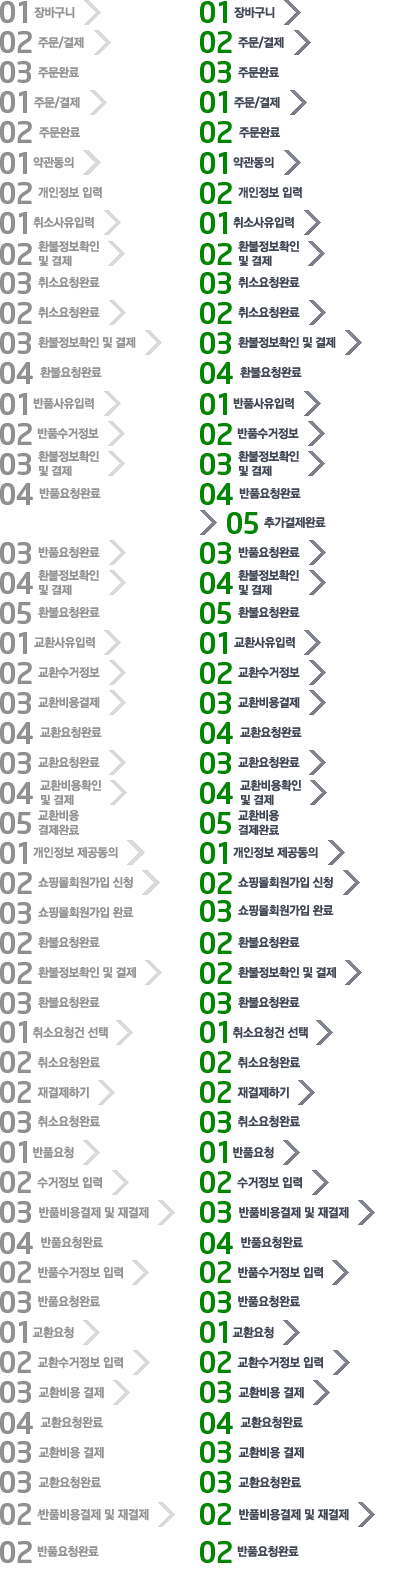 01 장바구니 01 장바구니
02 주문/결제 02 주문/결제
03 주문완료 03 주문완료
01 주문/결제 01 주문/결제
02 주문완료 02 주문완료
01 약관동의 01 약관동의
02 개인정보 입력 02 개인정보 입력
01 취소사유입력 01 취소사유입력
02 환불정보확인 02 환불정보확인
및 결제 및 결제
03 취소요청완료 03 취소요청완료
02 취소요청완료 02 취소요청완료
03 환불정보확인 및 결제 03 환불정보확인 및 결제
04 환불요청완료 04 환불요청완료
01 반품사유입력 01 반품사유입력
02 반품수거정보 02 반품수거정보
03 환불정보확인 03 환불정보확인
및 결제 및 결제
04 반품요청완료 04 반품요청완료
05 추가결제완료
03 반품요청완료 03 반품요청완료
04 환불정보확인 04 환불정보확인
및 결제 및 결제
05 환불요청완료 05 환불요청완료
01 교환사유입력 01 교환사유입력
02 교환수거정보 02 교환수거정보
03 교환비용결제 03 교환비용결제
04 교환요청완료 04 교환요청완료
03 교환요청완료 03 교환요청완료
04 교환비용확인 04 교환비용확인
및 결제 및 결제
05 교환비용 05 교환비용
결제완료 결제완료
01 개인정보 제공동의 01 개인정보 제공동의
02 쇼핑몰회원가입 신청 02 쇼핑몰회원가입 신청
03 쇼핑몰회원가입 완료 03 쇼핑몰회원가입 완료
02 환불요청완료 02 환불요청완료
02 환불정보확인 및 결제 02 환불정보확인 및 결제
03 환불요청완료 03 환불요청완료
01 취소요청건 선택 01 취소요청건 선택
02 취소요청완료 02 취소요청완료
02 재결제하기 02 재결제하기
03 취소요청완료 03 취소요청완료
01 반품요청 01 반품요청
02 수거정보 입력 02 수거정보 입력
03 반품비용결제 및 재결제 03 반품비용결제 및 재결제
04 반품요청완료 04 반품요청완료
02 반품수거정보 입력 02 반품수거정보 입력
03 반품요청완료 03 반품요청완료
01 교환요청 01 교환요청
02 교환수거정보 입력 02 교환수거정보 입력
03 교환비용 결제 03 교환비용 결제
04 교환요청완료 04 교환요청완료
03 교환비용 결제 03 교환비용 결제
03 교환요청완료 03 교환요청완료
02 반품비용결제 및 재결제 02 반품비용결제 및 재결제
02 반품요청완료 02 반품요청완료